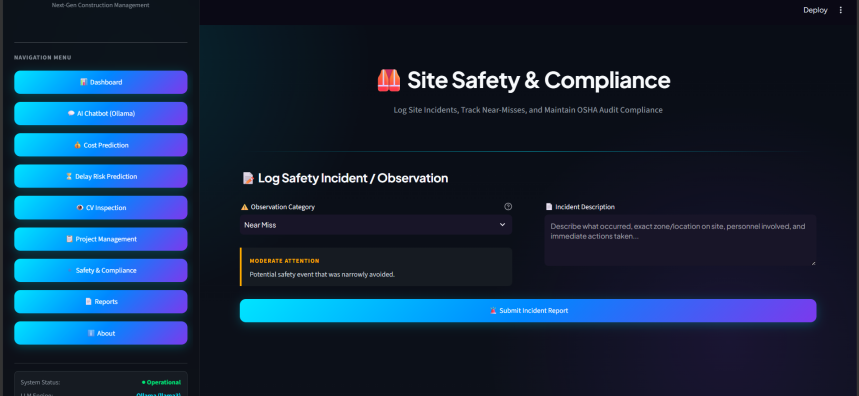 Next-Gen Construction Management
Deploy
NAVIGATION MENU
Dashboard
AI Chatbot (Ollama)
Cost Prediction
Delay Risk Prediction
CV Inspection
Project Management
Safety & Compliance
Reports
About
System Status:
Operational
LLM Engine:
Ollama (llama3)
Site Safety & Compliance
Log Site Incidents, Track Near-Misses, and Maintain OSHA Audit Compliance
Log Safety Incident / Observation
Observation Category
Near Miss
MODERATE ATTENTION
Potential safety event that was narrowly avoided.
Incident Description
Describe what occurred, exact zone/location on site, personnel involved, and
immediate actions taken...
Submit Incident Report